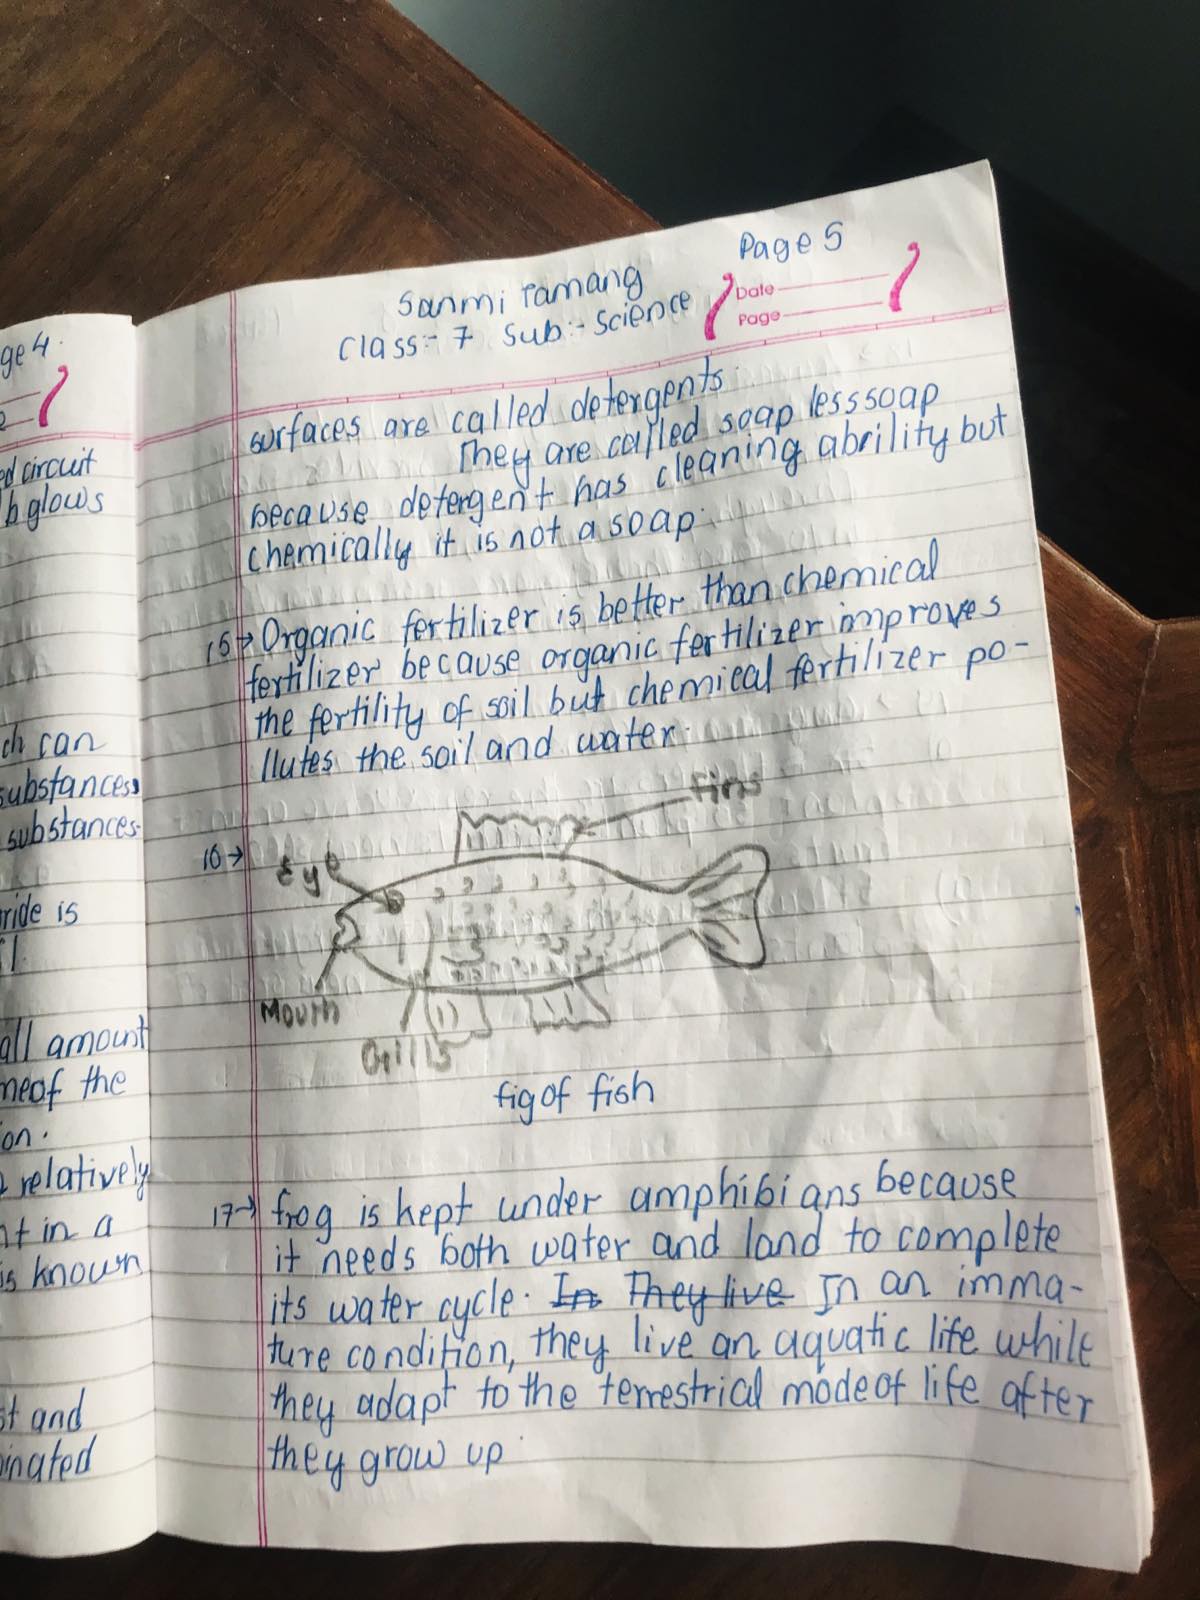 ge 4.
e
ed circuit
b glows
ch can
substances
substances.
ride is
all amount
me of the
on.
relatively
nt in a
is known
st and
inated
Page 5
Sanmi Tamang
Class:- 7 Sub:- Science
Date
Page
surfaces are called detergents.
They are called soap less soap
because detergent has cleaning abrility but
chemically it is not a soap.
15→ Organic fertilizer is better than chemical
fertilizer because organic fertilizer improves
the fertility of soil but chemical fertilizer po-
llutes the soil and water.
16→
fins
Eye
Mouth
Gills
fig of fish
17→ frog is kept under amphibians because
it needs both water and land to complete
its water cycle. In They live In an imma-
ture condition, they live an aquatic life while
they adapt to the terrestrial mode of life after
they grow up.